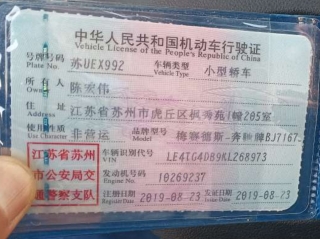 中华人民共和国机动车行驶证
Vehicle License of the People's Republic of China
号牌号码 苏UEX99Z 车辆类型 小型轿车
Plate No. Vehicle Type
所有人 陈家伟
Owner
住址 江苏省苏州市虎丘区枫秀苑1幢205室
Address
使用性质 非营运 品牌型号 梅赛德斯-奔驰牌BJ7167
江苏省苏州 车辆识别代号 LE4TG4DB9KL268973
VIN
市公安局交 发动机号码 10269237
Engine No.
通警察支队 注册日期 2019-08-23 发证日期 2019-08-23
Register Date Issue Date